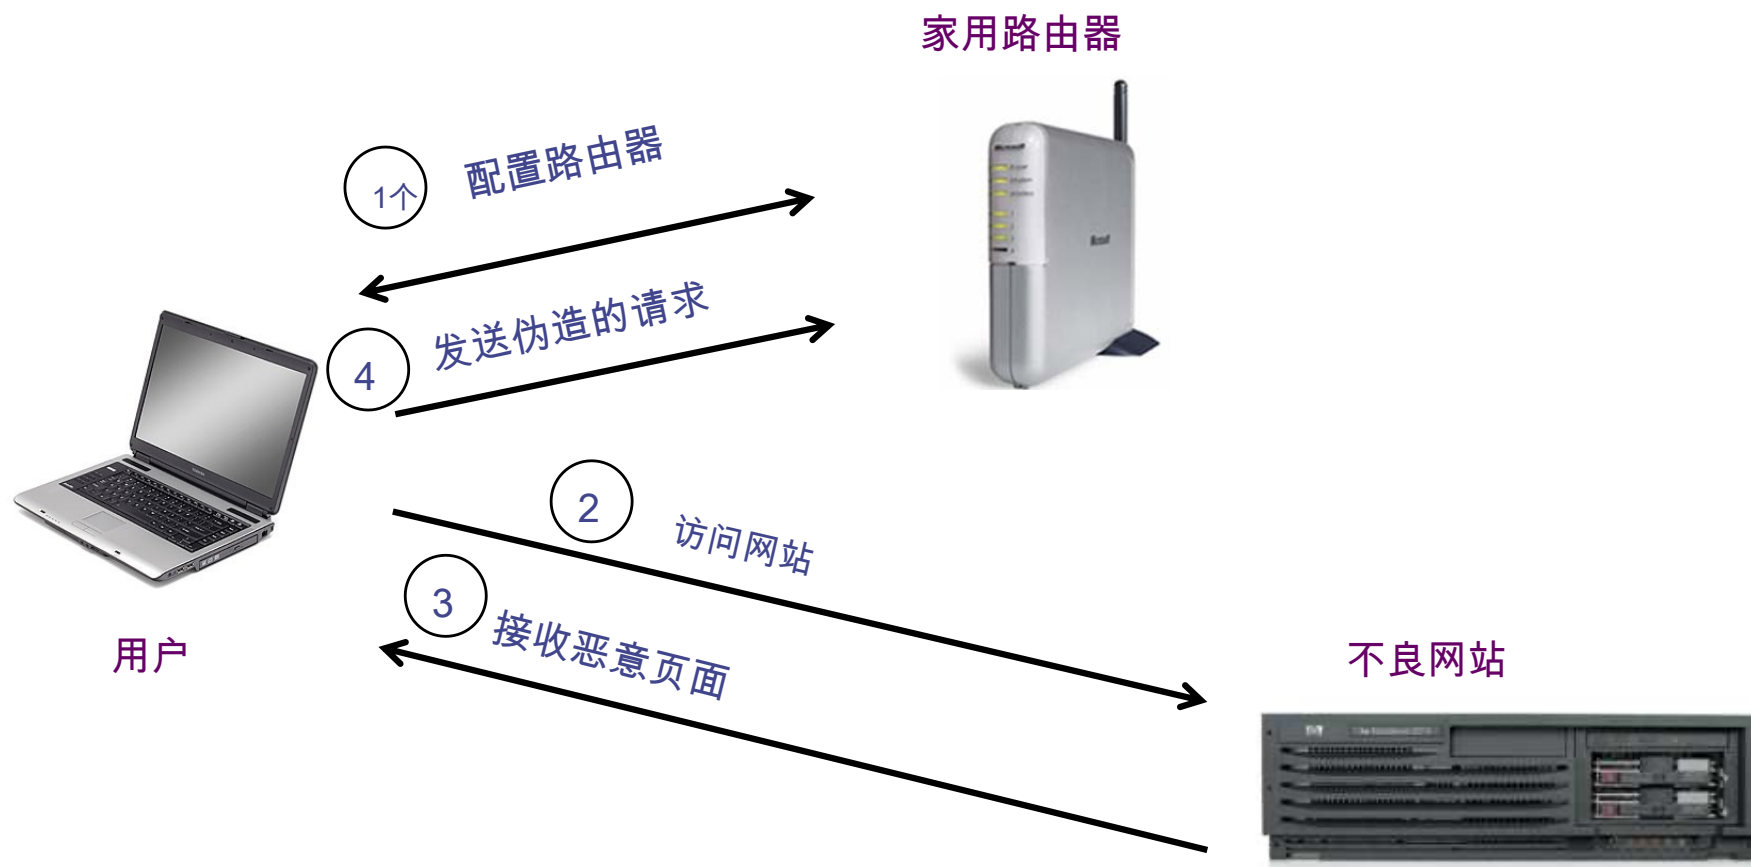 家用路由器
1个
配置路由器
Microsoft
4
发送伪造的请求
2
访问网站
3
接收恶意页面
用户
不良网站